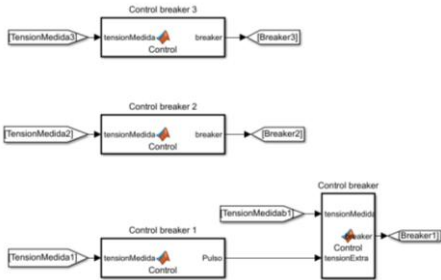 Control breaker 3
[TensionMedida3]
tensionMedida
breaker
[Breaker3]
Control
Control breaker 2
[TensionMedida2]
tensionMedida
breaker
[Breaker2]
Control
Control breaker
[TensionMedidab1]
tensionMedida
Control breaker 1
breaker
[Breaker1]
Control
[TensionMedida1]
tensionMedida
Pulso
tensionExtra
Control